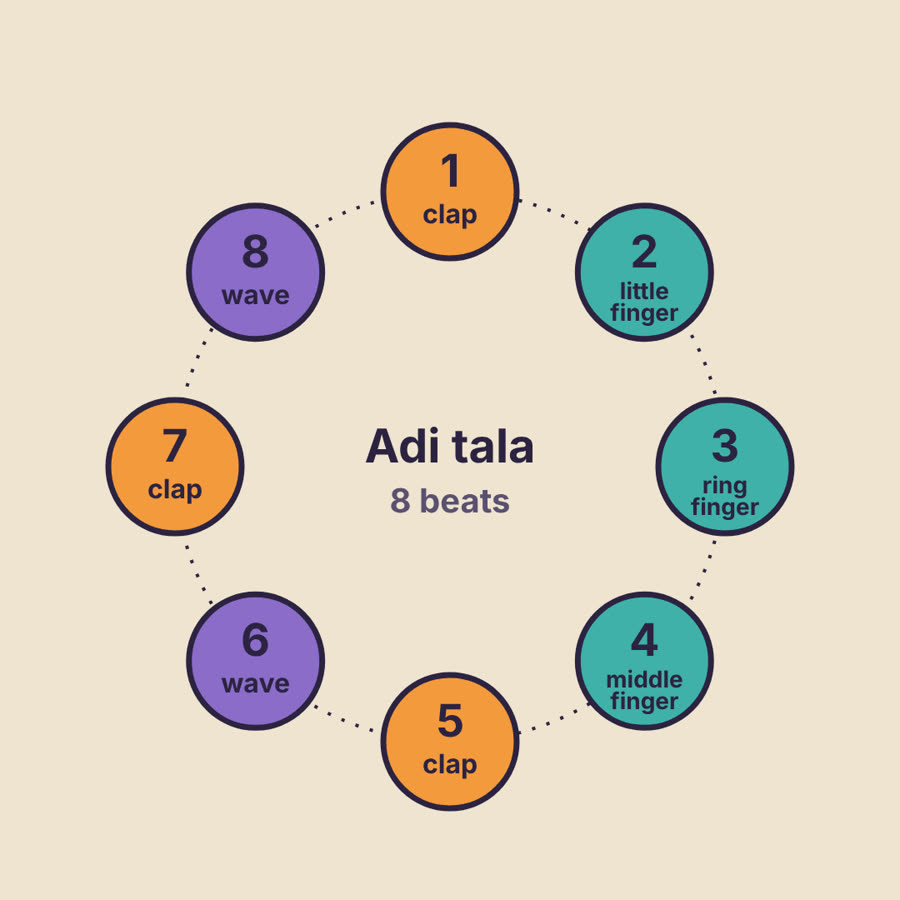 1
clap
2
little
finger
3
ring
finger
4
middle
finger
5
clap
6
wave
7
clap
8
wave
Adi tala
8 beats